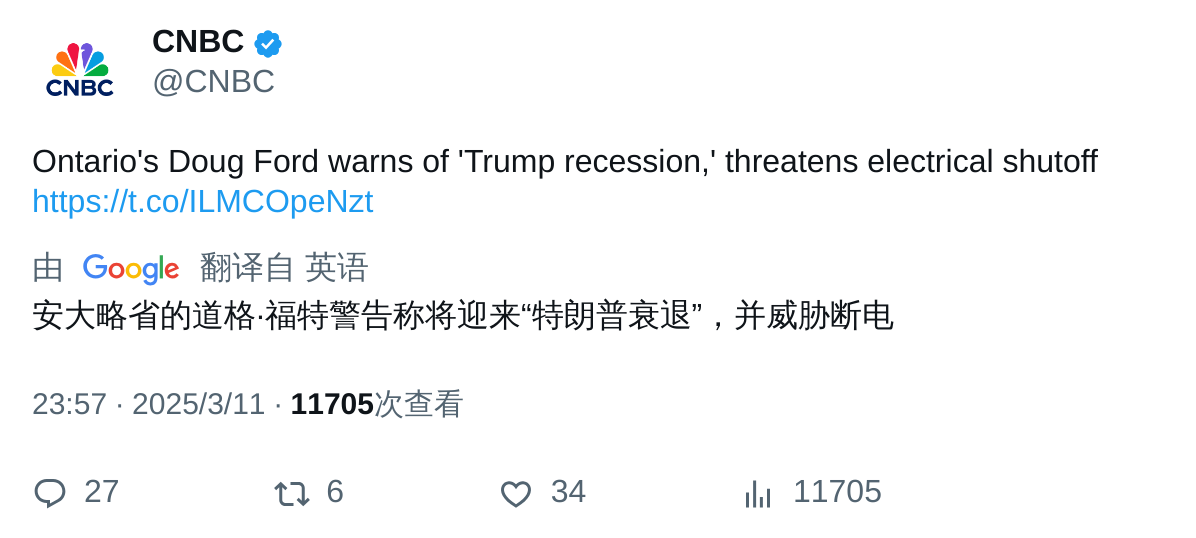 CNBC
CNBC
@CNBC
Ontario's Doug Ford warns of 'Trump recession,' threatens electrical shutoff
https://t.co/ILMCOpeNzt
由 Google 翻译自 英语
安大略省的道格·福特警告称将迎来“特朗普衰退”，并威胁断电
23:57 · 2025/3/11 · 11705次查看
27 6 34 11705